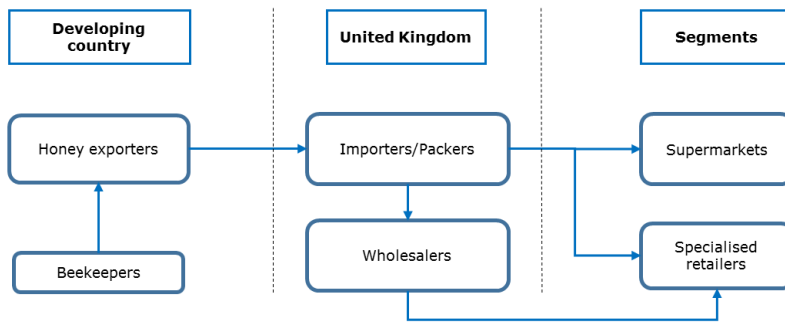 Developing
country
United Kingdom
Segments
Honey exporters
Importers/Packers
Supermarkets
Beekeepers
Wholesalers
Specialised
retailers